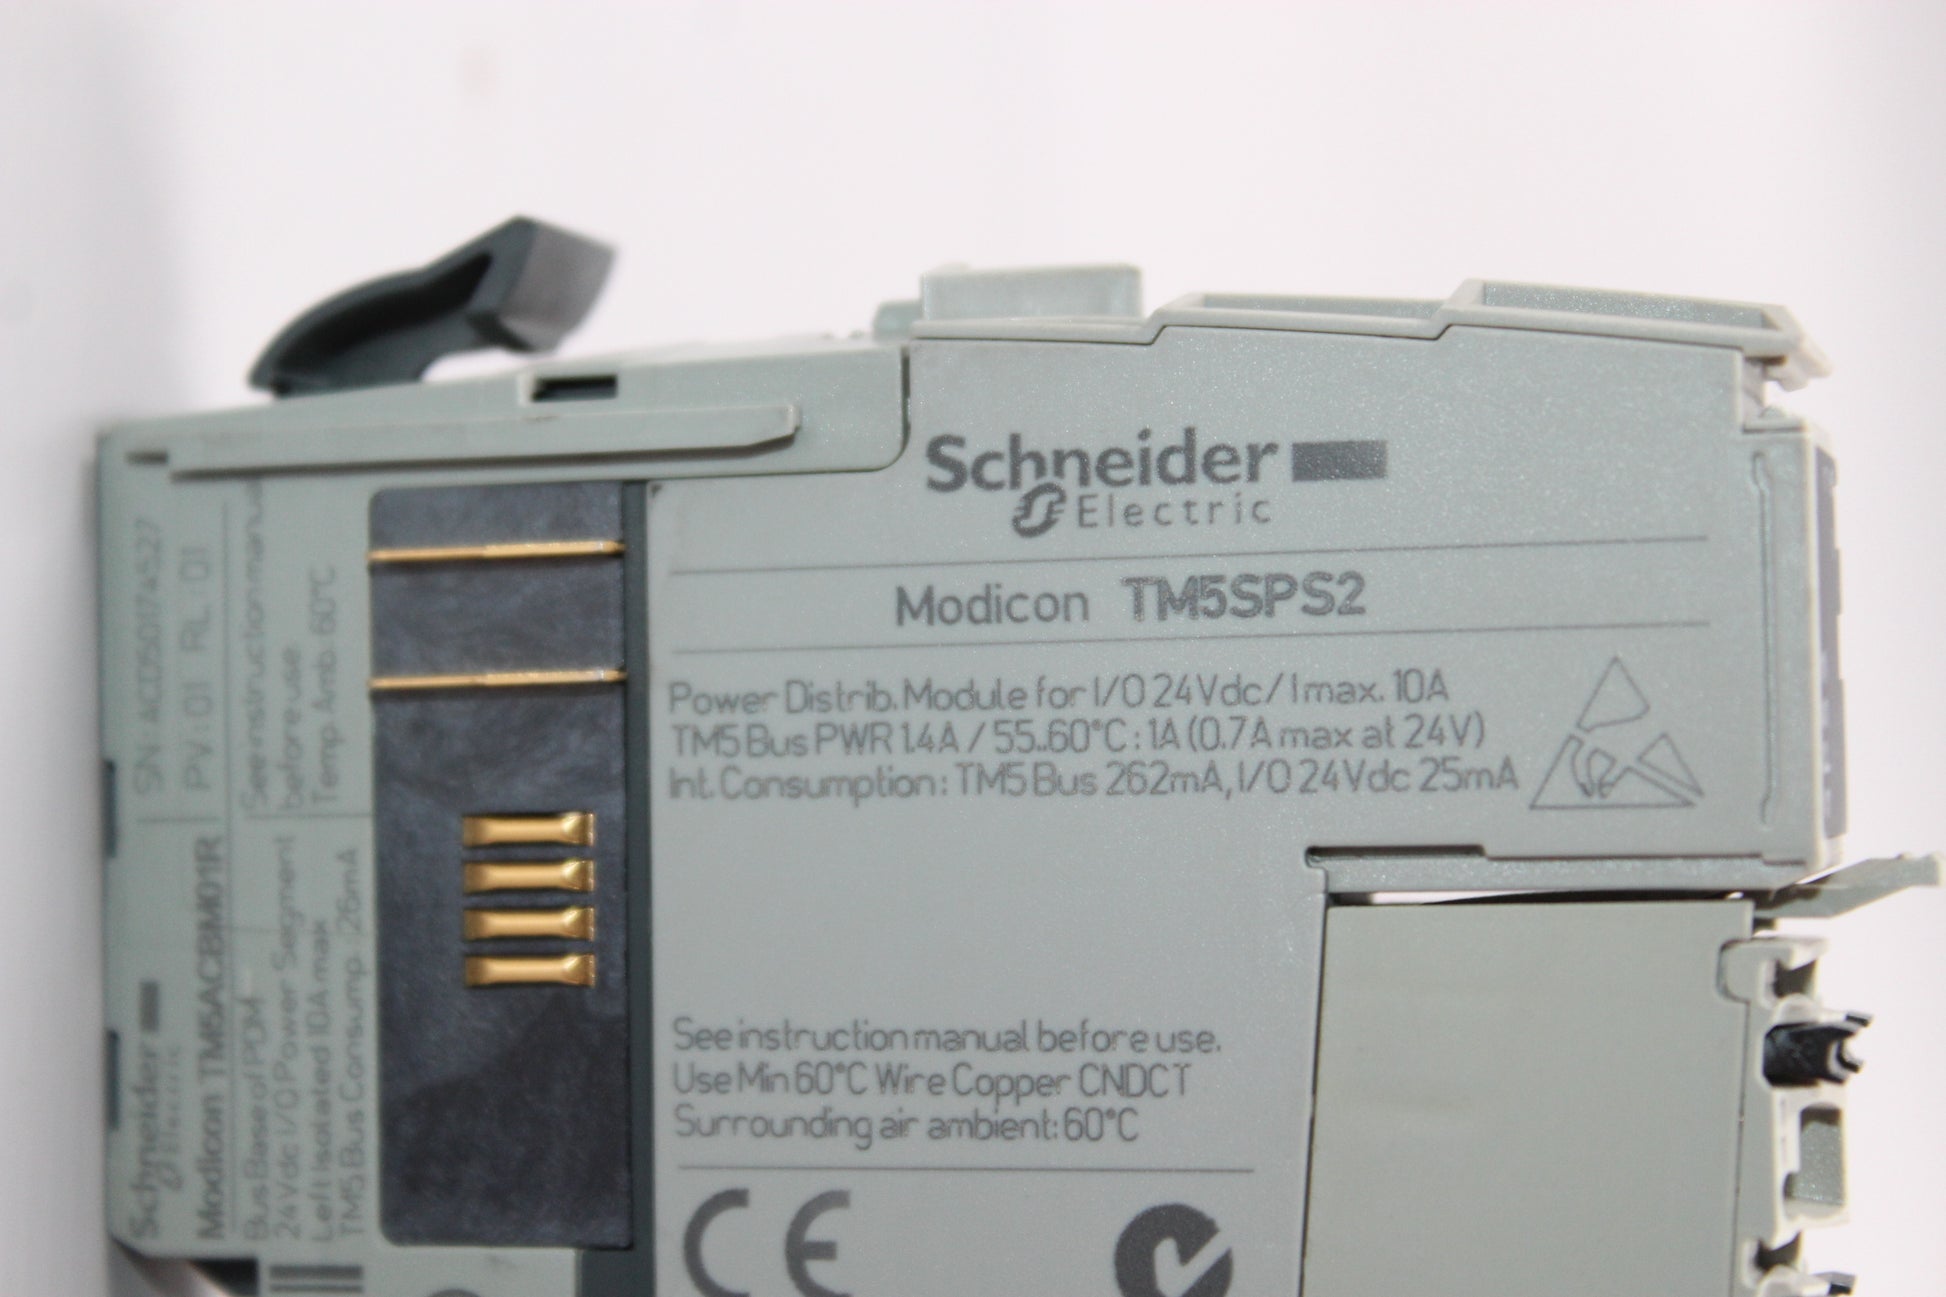 Schneider
Electric
Modicon TM5SPS2
Power Distrib. Module for I/O 24Vdc / I max. 10A
TM5 Bus PWR 1.4A / 55..60°C : 1A (0.7A max at 24V)
Int. Consumption : TM5 Bus 262mA, I/O 24Vdc 25mA
See instruction manual before use.
Use Min 60°C Wire Copper CNDCT
Surrounding air ambient: 60°C
CE
Schneider
Electric
SN: ACD50174527
PV: 01 RL: 01
Modicon TM5ACBM01R
Bus Base of PDM
24Vdc I/O Power Segment
Left Isolated 10A max
TM5 Bus Consump. : 26mA
See instruction manu
before use.
Temp. Amb. 60°C